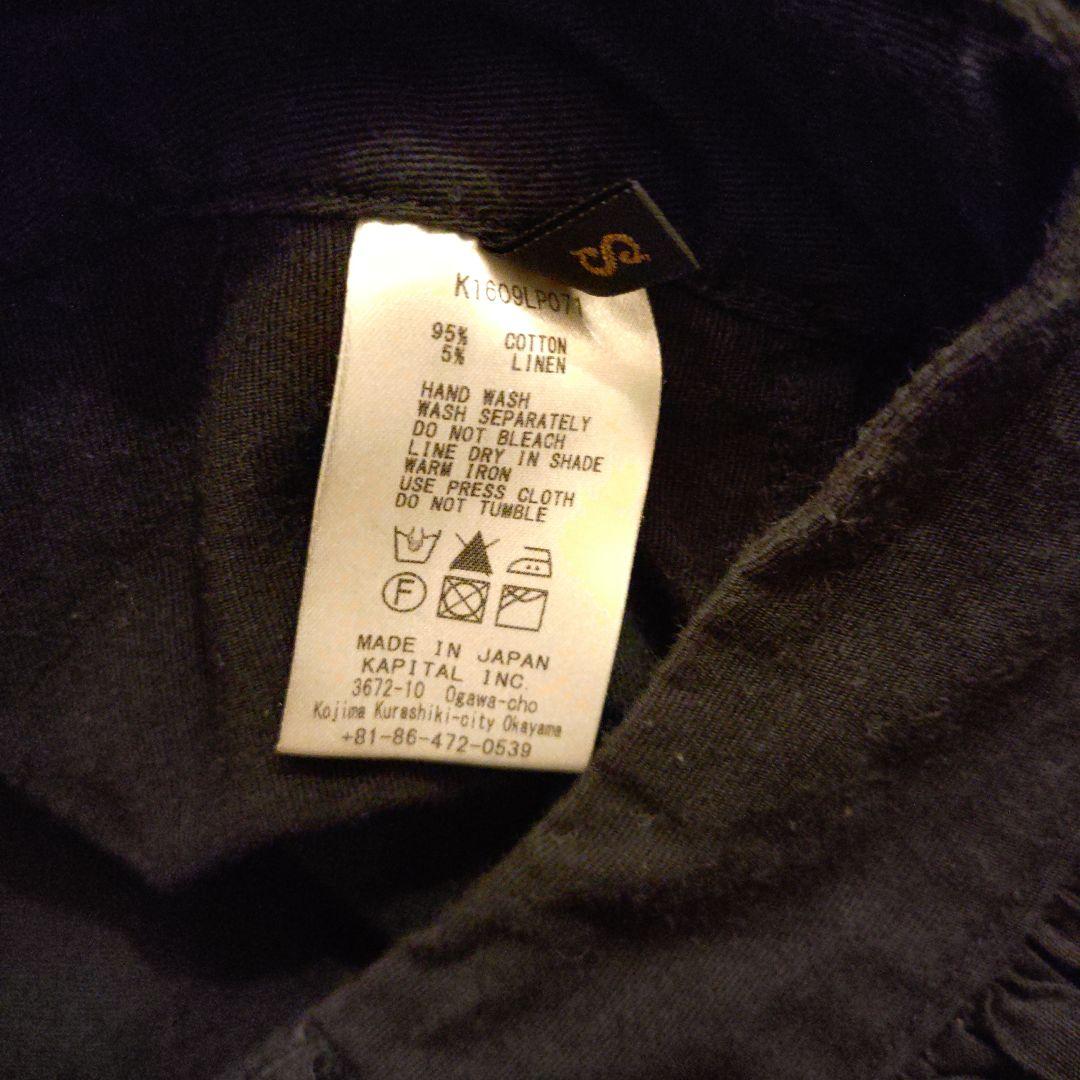 S
K1609LP071
95% COTTON
5% LINEN
HAND WASH
WASH SEPARATELY
DO NOT BLEACH
LINE DRY IN SHADE
WARM IRON
USE PRESS CLOTH
DO NOT TUMBLE
F
MADE IN JAPAN
KAPITAL INC.
3672-10 Ogawa-cho
Kojima Kurashiki-city Okayama
+81-86-472-0539